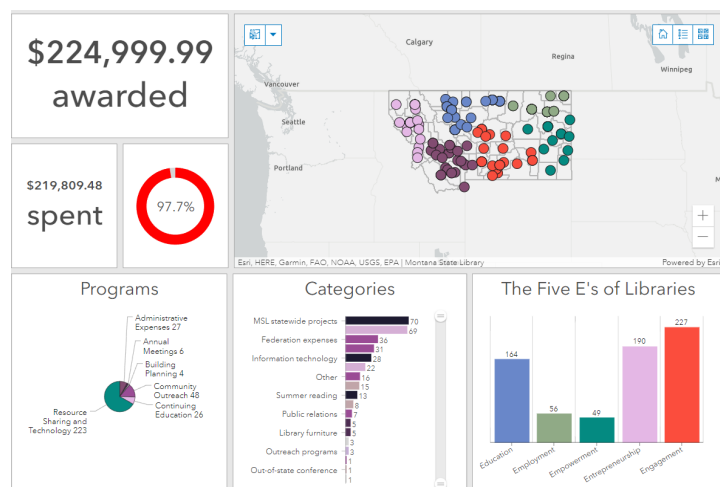 $224,999.99
awarded
$219,809.48
spent
97.7%
Calgary
Regina
Winnipeg
Vancouver
Seattle
Portland
M
+
−
Esri, HERE, Garmin, FAO, NOAA, USGS, EPA | Montana State Library
Powered by Esri
Programs
Administrative
Expenses 27
Annual
Meetings 6
Building
Planning 4
Community
Outreach 48
Continuing
Education 26
Resource
Sharing and
Technology 223
Categories
MSL statewide projects 70
69
Federation expenses 36
31
Information technology 28
22
Other 16
15
Summer reading 13
8
Public relations 7
5
Library furniture 5
3
Outreach programs 3
1
Out-of-state conference 1
1
The Five E's of Libraries
164
56
49
190
227
Education
Employment
Empowerment
Entrepreneurship
Engagement